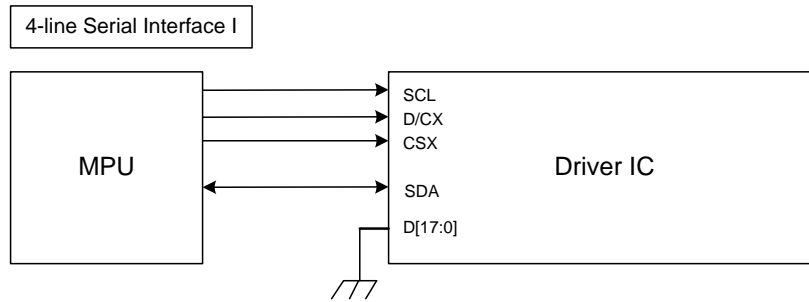 4-line Serial Interface I
MPU
SCL
D/CX
CSX
SDA
D[17:0]
Driver IC